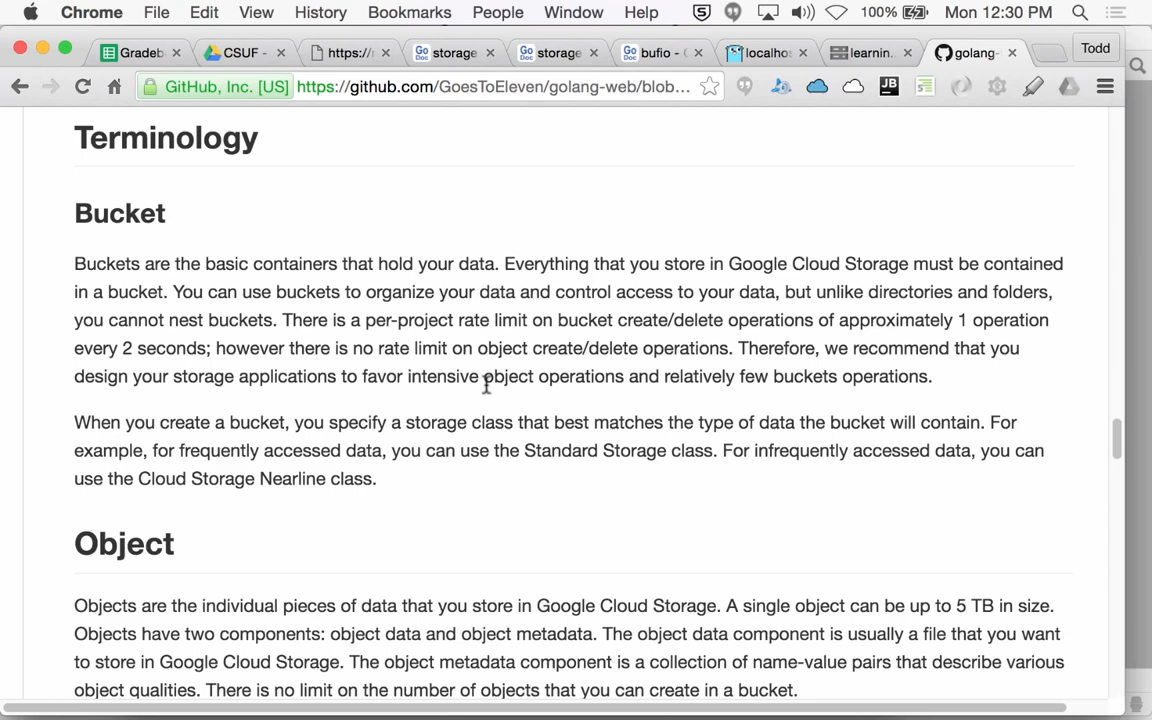 Chrome File Edit View History Bookmarks People Window Help 100% Mon 12:30 PM
Gradeb CSUF - https://r storage storage bufio - localhos learnin. golang- Todd
GitHub, Inc. [US] https://github.com/GoesToEleven/golang-web/blob...
Terminology
Bucket
Buckets are the basic containers that hold your data. Everything that you store in Google Cloud Storage must be contained
in a bucket. You can use buckets to organize your data and control access to your data, but unlike directories and folders,
you cannot nest buckets. There is a per-project rate limit on bucket create/delete operations of approximately 1 operation
every 2 seconds; however there is no rate limit on object create/delete operations. Therefore, we recommend that you
design your storage applications to favor intensive object operations and relatively few buckets operations.
When you create a bucket, you specify a storage class that best matches the type of data the bucket will contain. For
example, for frequently accessed data, you can use the Standard Storage class. For infrequently accessed data, you can
use the Cloud Storage Nearline class.
Object
Objects are the individual pieces of data that you store in Google Cloud Storage. A single object can be up to 5 TB in size.
Objects have two components: object data and object metadata. The object data component is usually a file that you want
to store in Google Cloud Storage. The object metadata component is a collection of name-value pairs that describe various
object qualities. There is no limit on the number of objects that you can create in a bucket.